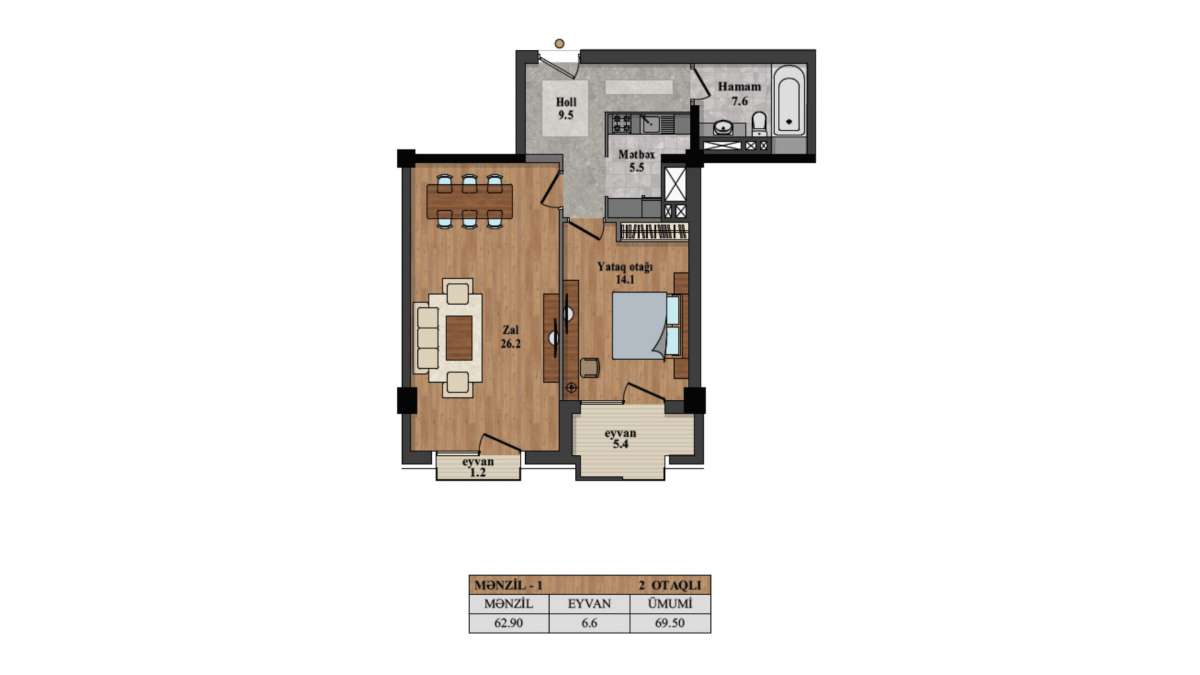 Holl
9.5
Hamam
7.6
Mətbəx
5.5
Yataq otağı
14.1
Zal
26.2
eyvan
5.4
eyvan
1.2
MƏNZİL - 1 2 OTAQLI
MƏNZİL EYVAN ÜMUMİ
62.90 6.6 69.50